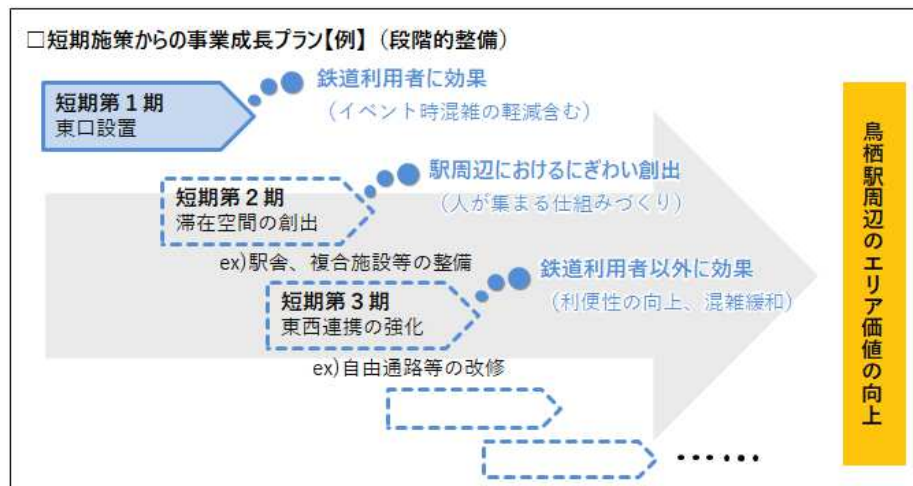 □短期施策からの事業成長プラン【例】（段階的整備）
短期第1期
東口設置
鉄道利用者に効果
（イベント時混雑の軽減含む）
短期第2期
滞在空間の創出
駅周辺におけるにぎわい創出
（人が集まる仕組みづくり）
ex)駅舎、複合施設等の整備
短期第3期
東西連携の強化
鉄道利用者以外に効果
（利便性の向上、混雑緩和）
ex)自由通路等の改修
……
鳥栖駅周辺のエリア価値の向上